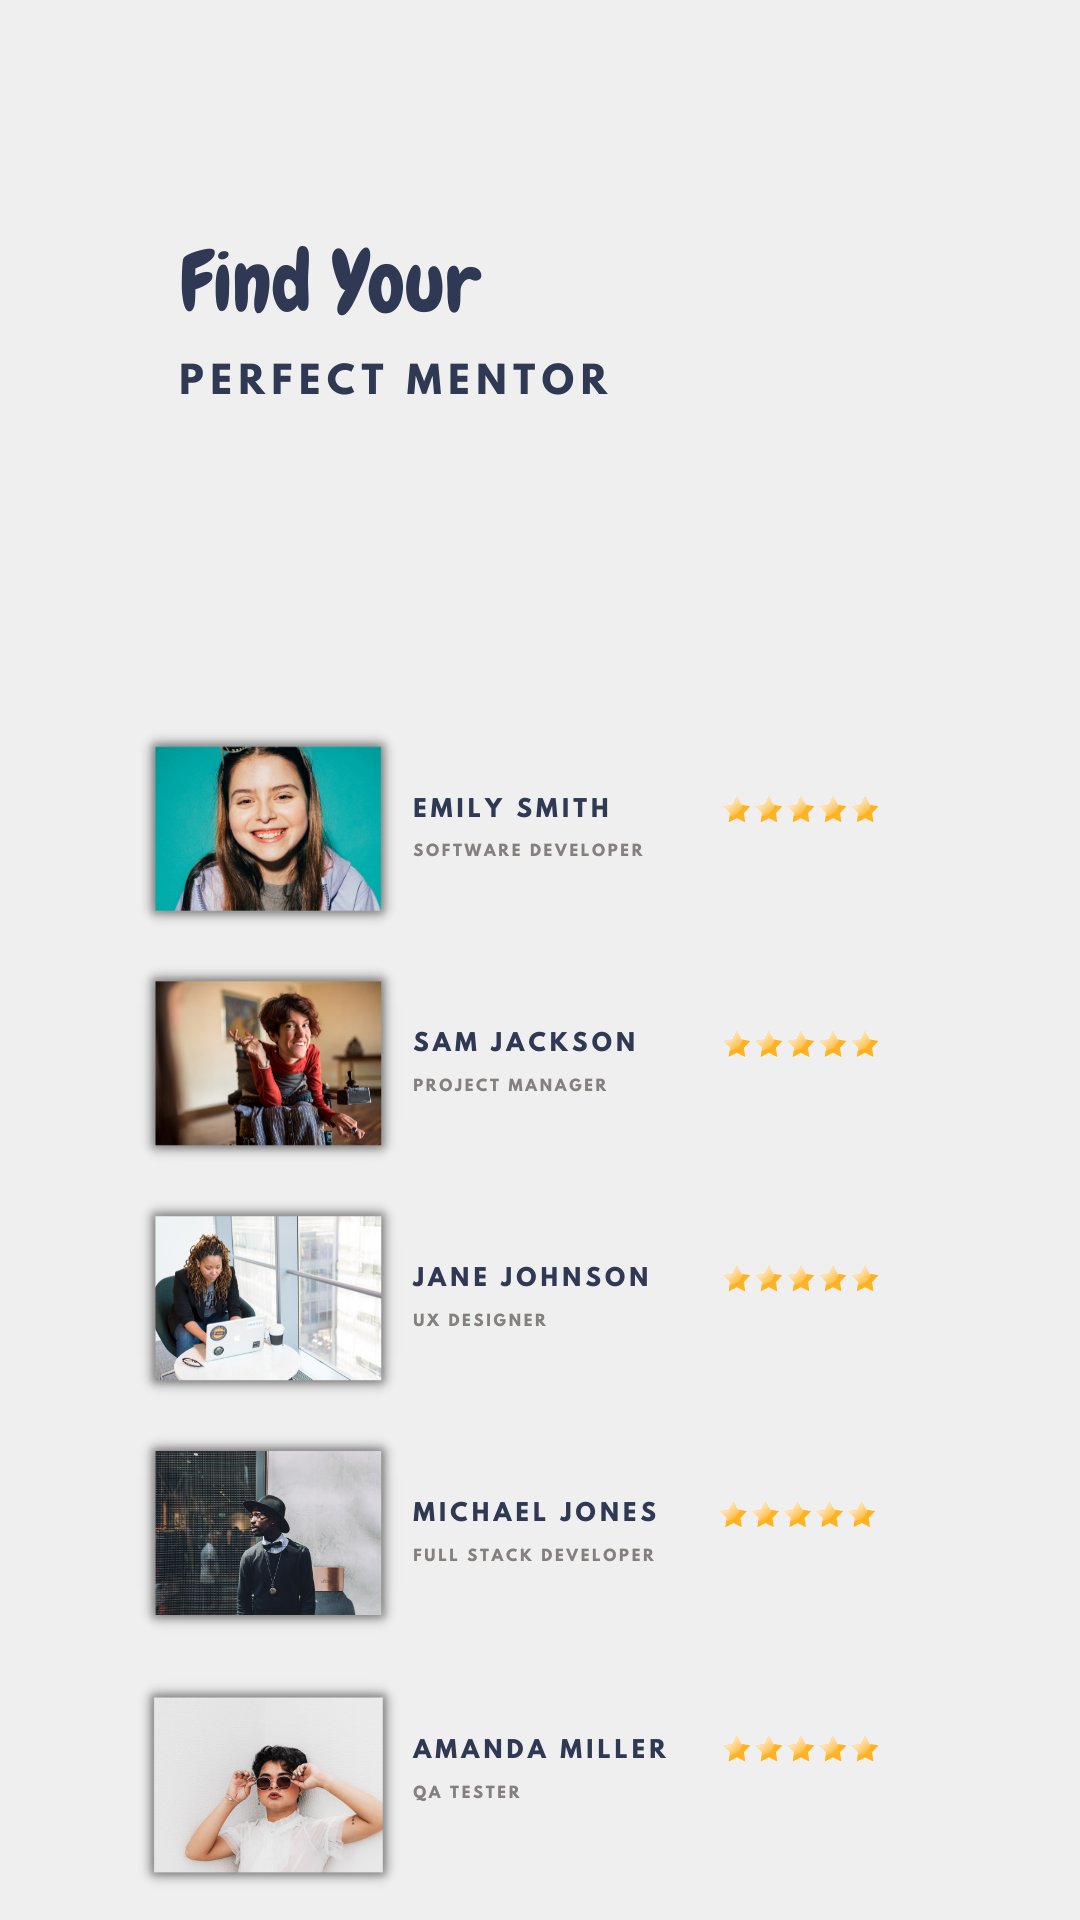 Find Your
PERFECT MENTOR
EMILY SMITH
SOFTWARE DEVELOPER
SAM JACKSON
PROJECT MANAGER
JANE JOHNSON
UX DESIGNER
MICHAEL JONES
FULL STACK DEVELOPER
AMANDA MILLER
QA TESTER